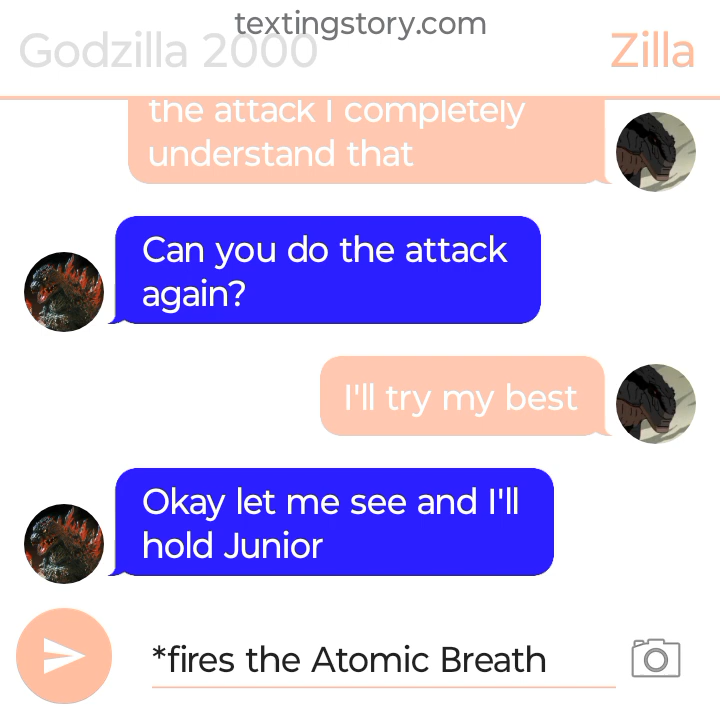 textingstory.com
Godzilla 2000
Zilla
the attack I completely
understand that
Can you do the attack
again?
I'll try my best
Okay let me see and I'll
hold Junior
*fires the Atomic Breath